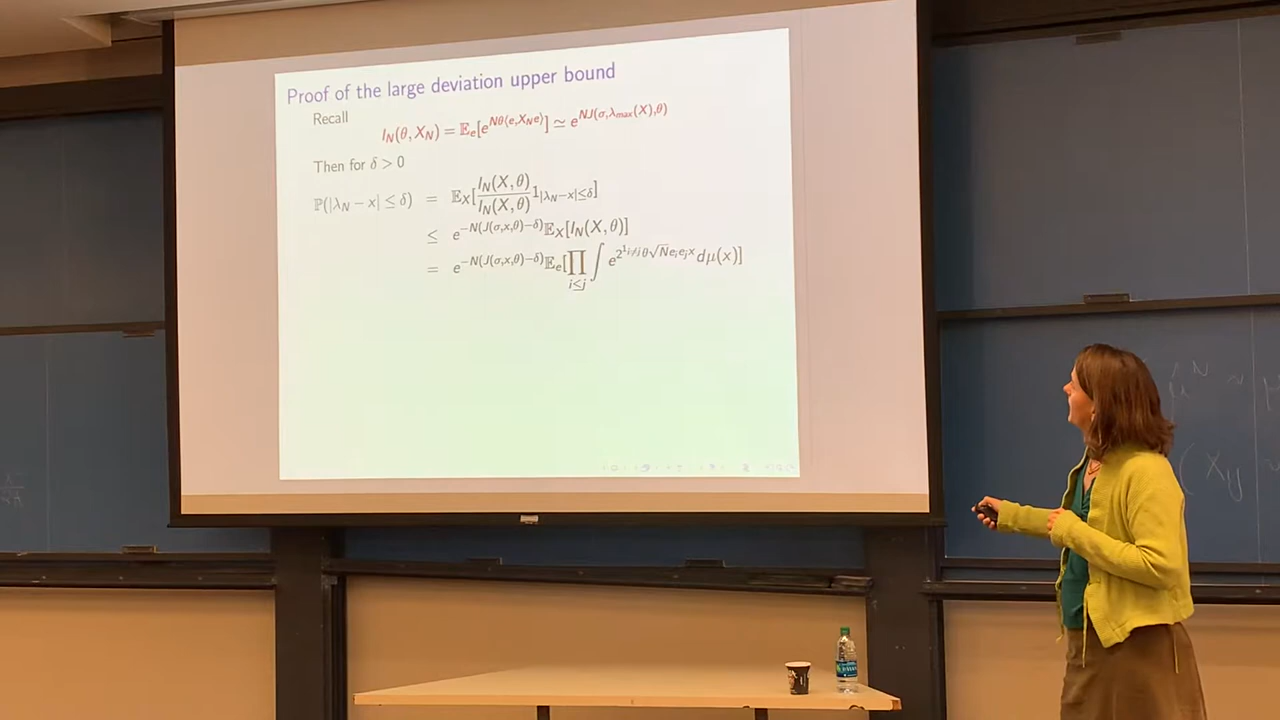 Proof of the large deviation upper bound
Recall
I_N(θ, X_N) = 𝔼_e[e^{Nθ⟨e,X_N e⟩}] ≃ e^{NJ(σ,λ_max(X),θ)}
Then for δ > 0
ℙ(|λ_N − x| ≤ δ) = 𝔼_X[I_N(X, θ)/I_N(X, θ) 1_{|λ_N−x|≤δ}]
≤ e^{−N(J(σ,x,θ)−δ)} 𝔼_X[I_N(X, θ)]
= e^{−N(J(σ,x,θ)−δ)} 𝔼_e[∏_{i≤j} ∫ e^{2^{1_{i≠j}} θ√N e_i e_j x} dμ(x)]
μ^N ~
(X_ij